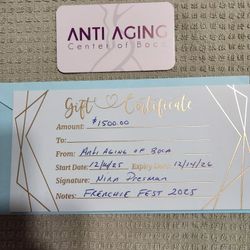 ANTI AGING
Center of Boca
Gift Certificate
Amount: $1500.00
To:
From: Anti Aging of Boca
Start Date: 12/14/25 Expiry Date: 12/14/26
Signature: Nina Presman
Notes: FRENCHIE FEST 2025